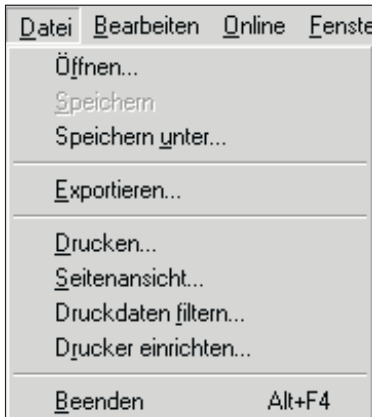 Datei Bearbeiten Online Fenste
Öffnen...
Speichern
Speichern unter...
Exportieren...
Drucken...
Seitenansicht...
Druckdaten filtern...
Drucker einrichten...
Beenden Alt+F4